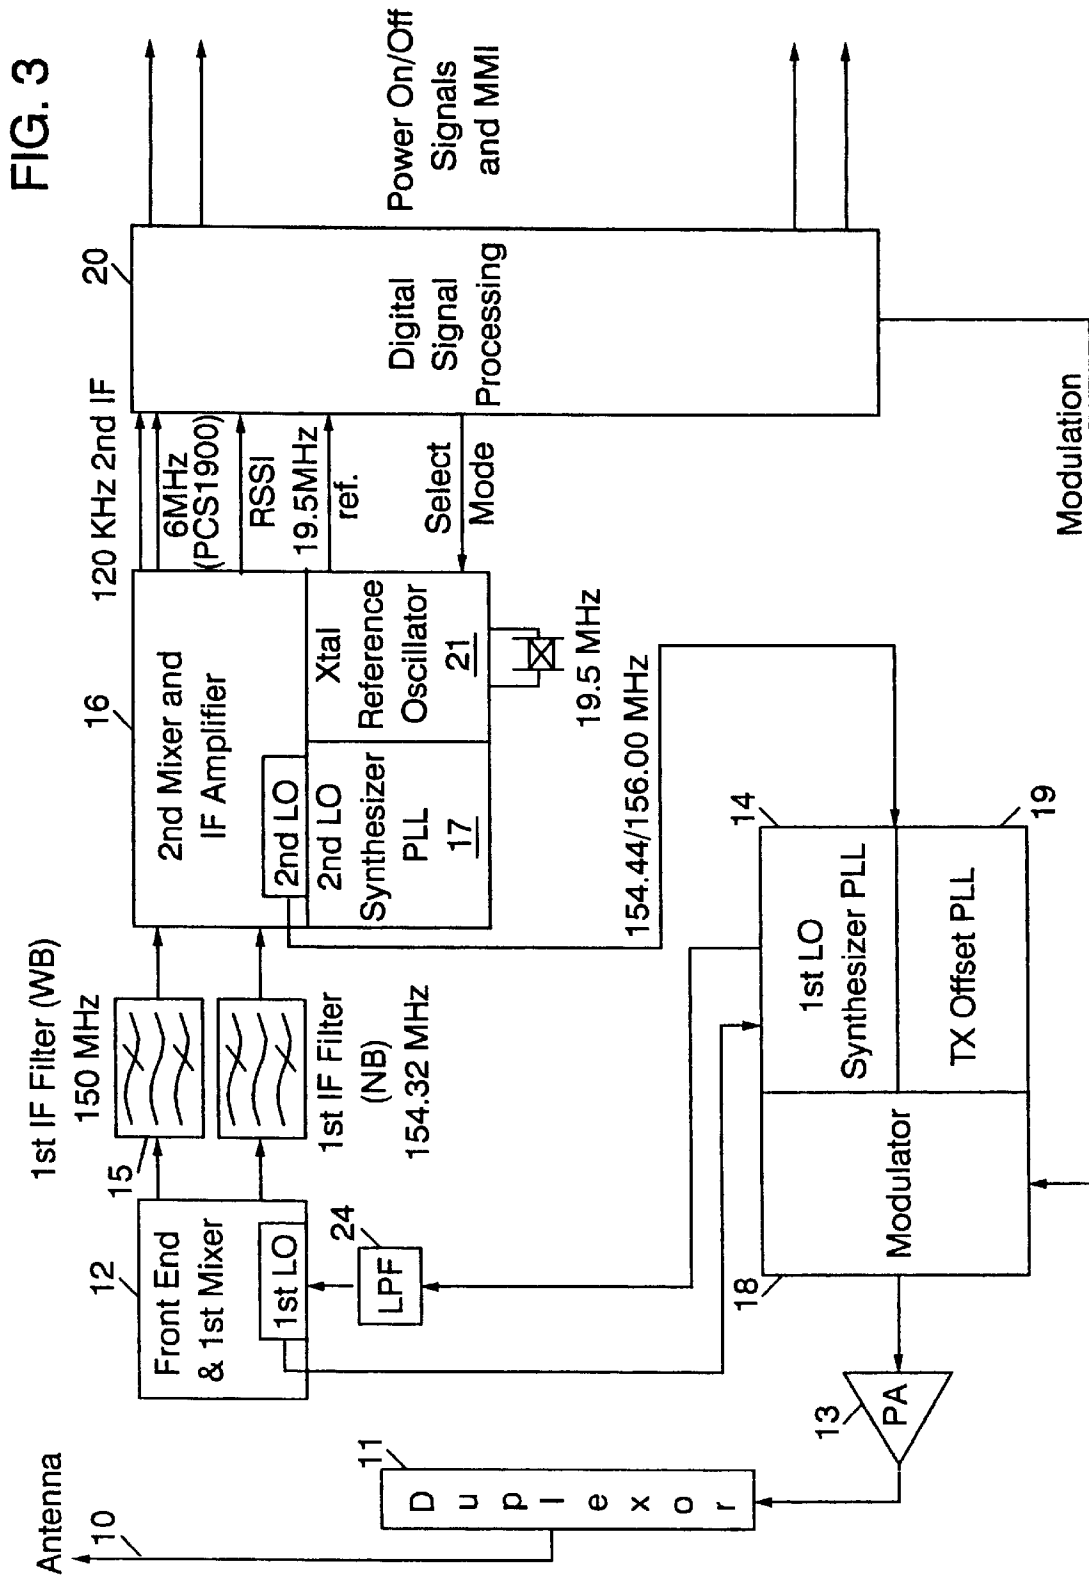 FIG. 3
Antenna
10
11
Duplexor
12
Front End
& 1st Mixer
1st LO
24
LPF
1st IF Filter (WB)
150 MHz
15
1st IF Filter
(NB)
154.32 MHz
16
2nd Mixer and
IF Amplifier
2nd LO
2nd LO
Synthesizer
PLL
17
Xtal
Reference
Oscillator
21
19.5 MHz
120 KHz 2nd IF
6MHz
(PCS1900)
RSSI
19.5MHz
ref.
Select
Mode
20
Digital
Signal
Processing
Power On/Off
Signals
and MMI
154.44/156.00 MHz
13
PA
18
Modulator
14
1st LO
Synthesizer PLL
TX Offset PLL
19
Modulation